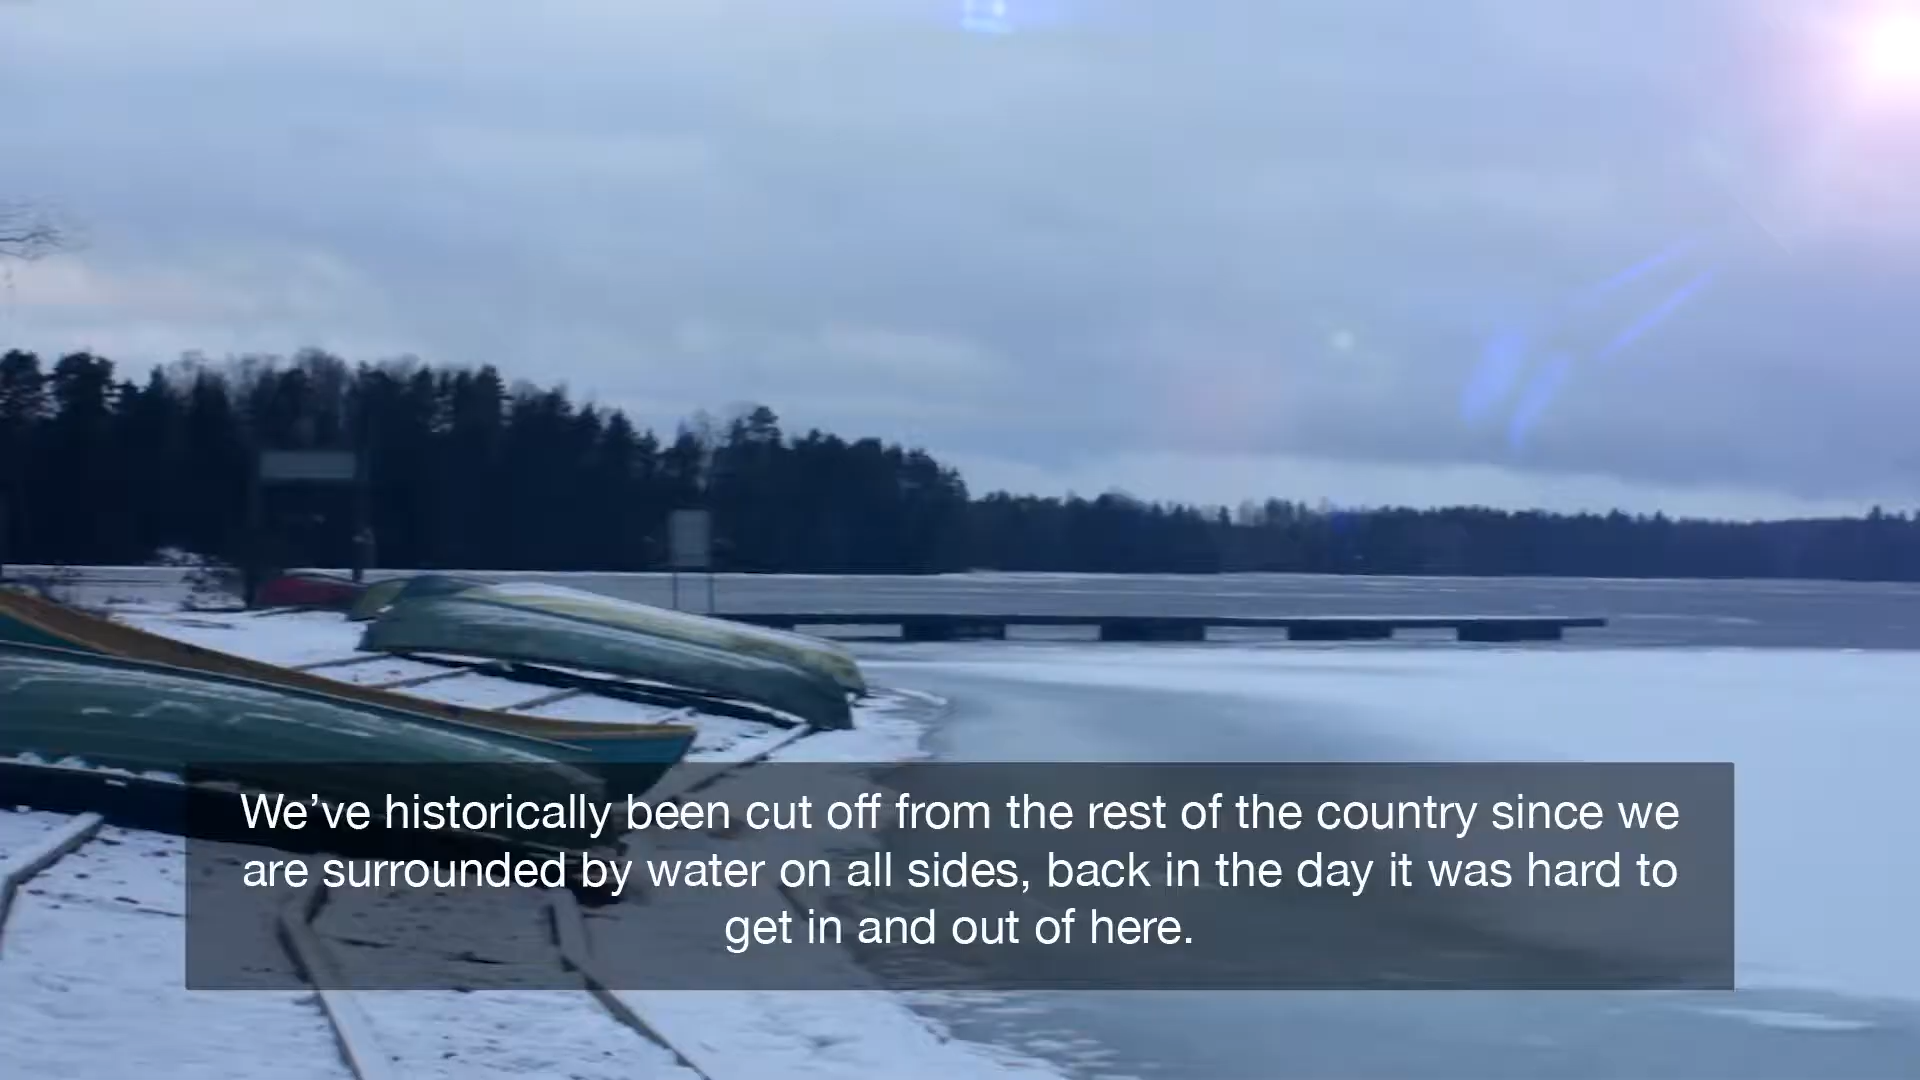 We’ve historically been cut off from the rest of the country since we
are surrounded by water on all sides, back in the day it was hard to
get in and out of here.